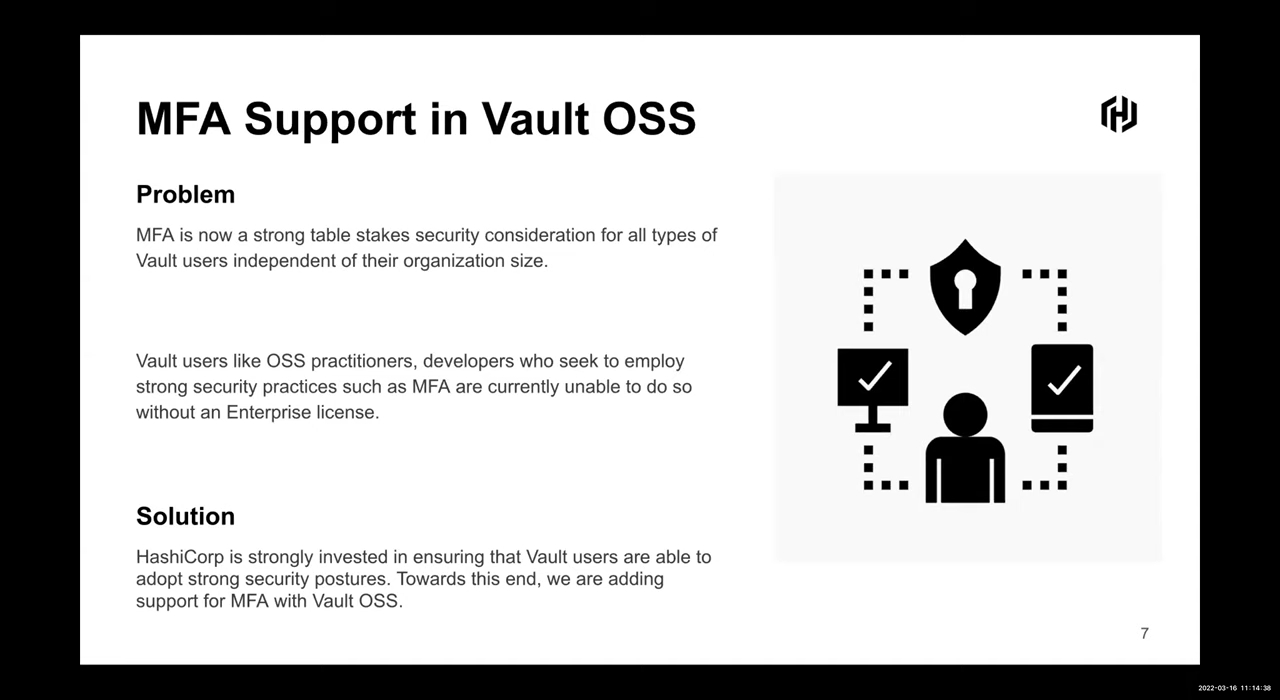 MFA Support in Vault OSS
Problem
MFA is now a strong table stakes security consideration for all types of
Vault users independent of their organization size.
Vault users like OSS practitioners, developers who seek to employ
strong security practices such as MFA are currently unable to do so
without an Enterprise license.
Solution
HashiCorp is strongly invested in ensuring that Vault users are able to
adopt strong security postures. Towards this end, we are adding
support for MFA with Vault OSS.
7
2022-03-16 11:14:38